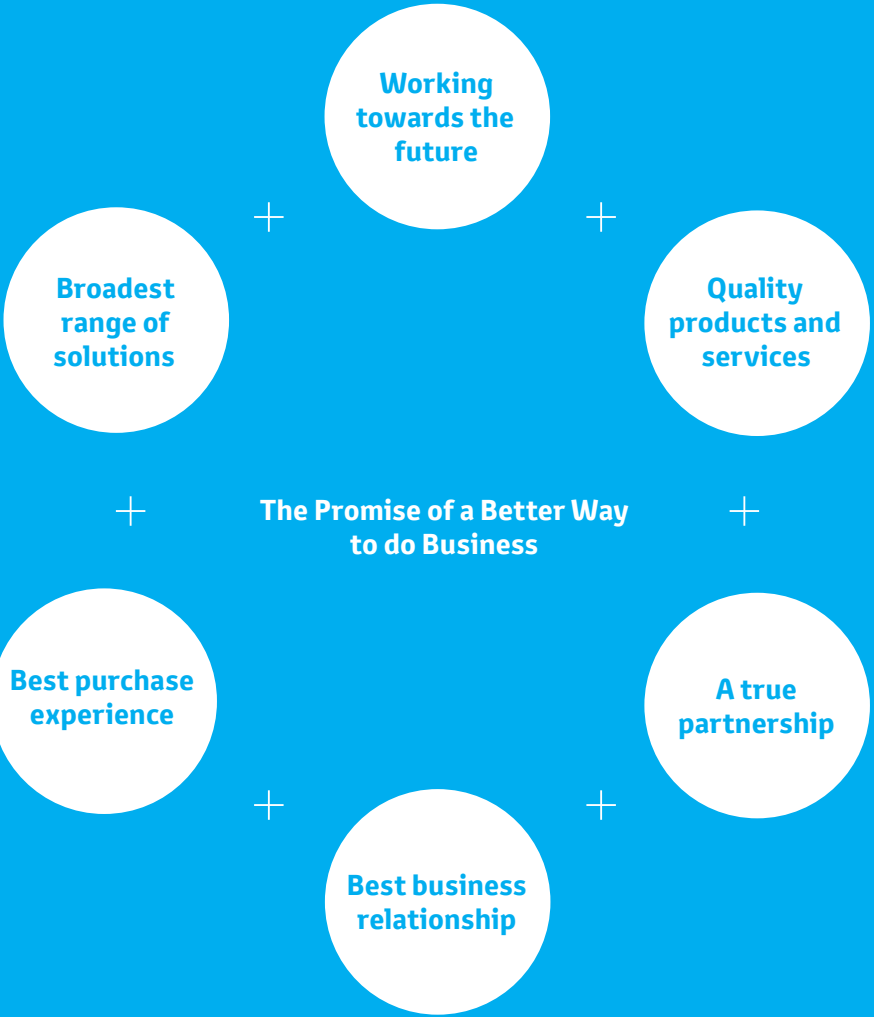 Working
towards the
future
Broadest
range of
solutions
Quality
products and
services
The Promise of a Better Way
to do Business
Best purchase
experience
A true
partnership
Best business
relationship